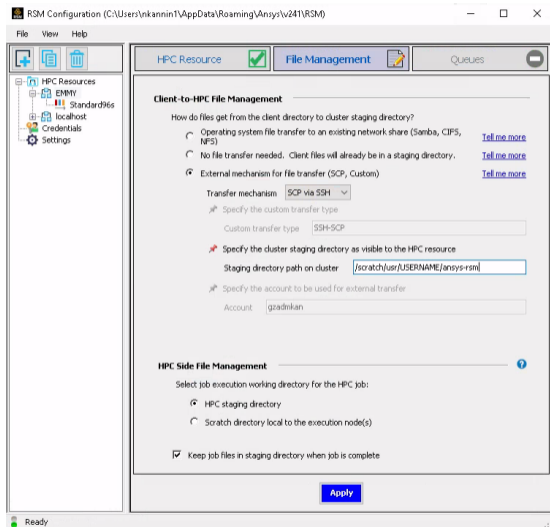 RSM Configuration (C:\Users\nkannin1\AppData\Roaming\Ansys\v241\RSM)
File View Help
HPC Resource
File Management
Queues
HPC Resources
EMMY
Standard96s
localhost
Credentials
Settings
Client-to-HPC File Management
How do files get from the client directory to cluster staging directory?
Operating system file transfer to an existing network share (Samba, CIFS,
NFS)
Tell me more
No file transfer needed. Client files will already be in a staging directory.
Tell me more
External mechanism for file transfer (SCP, Custom)
Tell me more
Transfer mechanism SCP via SSH
Specify the custom transfer type
Custom transfer type SSH-SCP
Specify the cluster staging directory as visible to the HPC resource
Staging directory path on cluster /scratch/usr/USERNAME/ansys-rsm
Specify the account to be used for external transfer
Account gzadmkan
HPC Side File Management
Select job execution working directory for the HPC job:
HPC staging directory
Scratch directory local to the execution node(s)
Keep job files in staging directory when job is complete
Apply
Ready